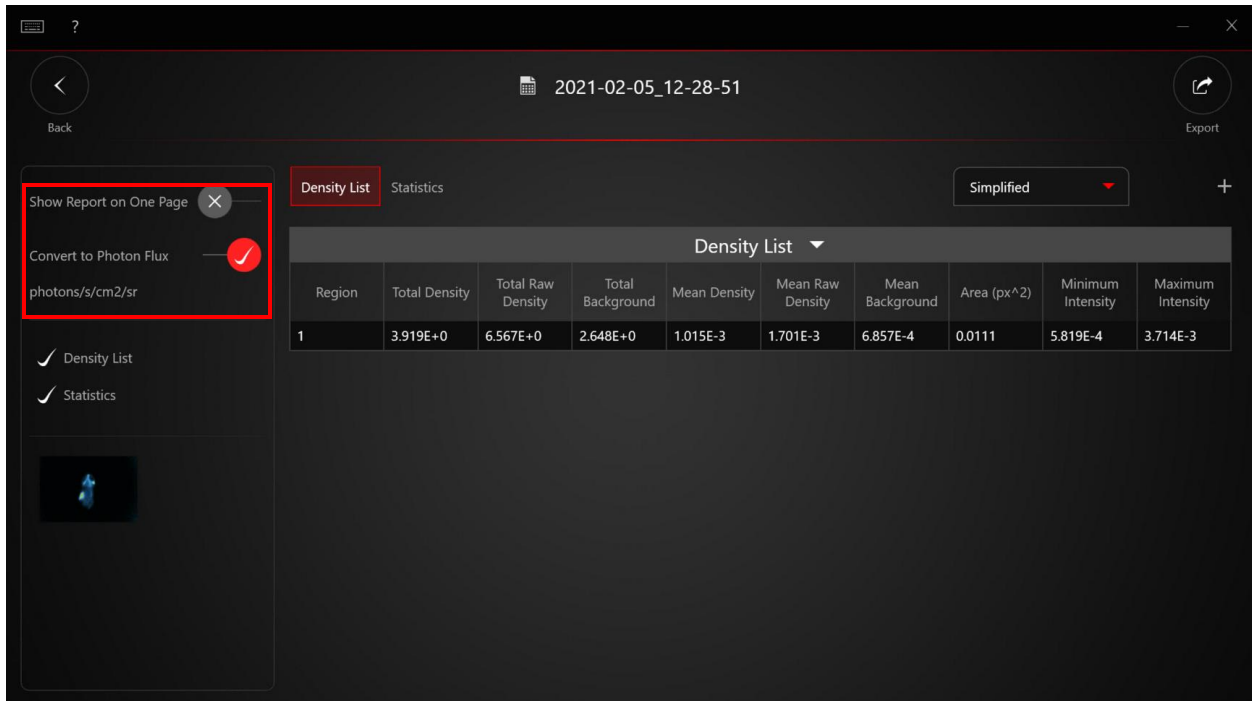 ?
2021-02-05_12-28-51
Back
Export
Show Report on One Page
Convert to Photon Flux
photons/s/cm2/sr
Density List
Statistics
Density List Statistics
Simplified
Density List
Region Total Density Total Raw Density Total Background Mean Density Mean Raw Density Mean Background Area (px^2) Minimum Intensity Maximum Intensity
1 3.919E+0 6.567E+0 2.648E+0 1.015E-3 1.701E-3 6.857E-4 0.0111 5.819E-4 3.714E-3